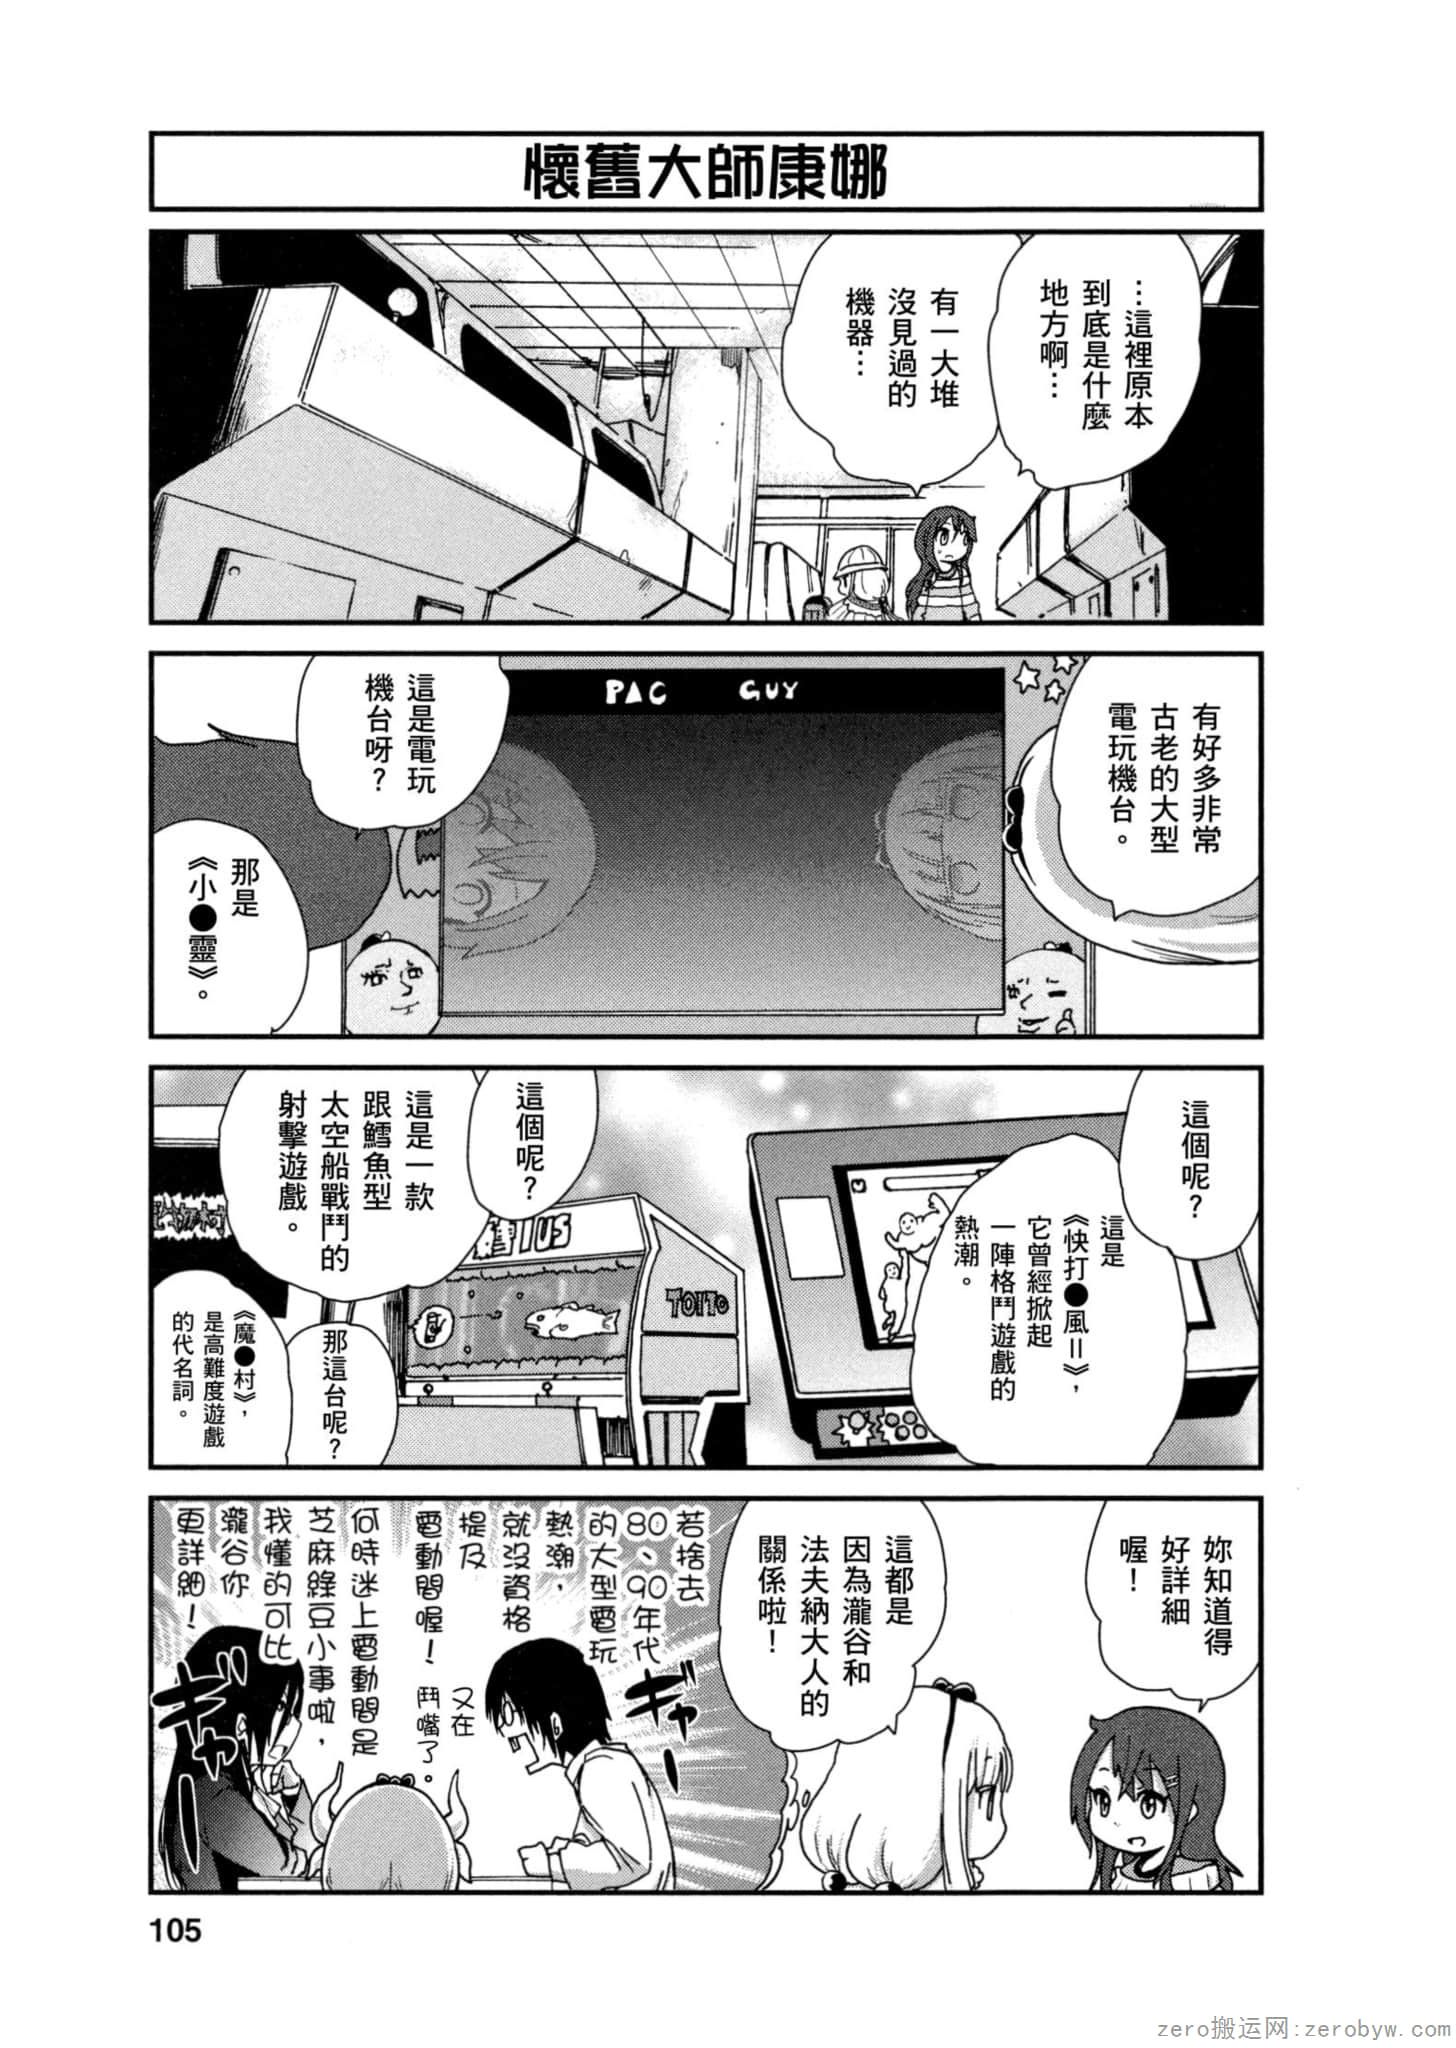 懷舊大師康娜
…這裡原本
到底是什麼
地方啊…
有一大堆
沒見過的
機器…
有好多非常
古老的大型
電玩機台。
PAC GUY
這是電玩
機台呀?
那是
《小●靈》。
這個呢?
這是
《快打●風=》,
它曾經掀起
一陣格鬥遊戲的
熱潮。
這個呢?
這是一款
跟鱈魚型
太空船戰鬥的
射擊遊戲。
IUS
TOITO
那這台呢?
《魔●村》,
是高難度遊戲
的代名詞。
妳知道得
好詳細
喔!
這都是
因為瀧谷和
法夫納大人的
關係啦!
若捨去
80、90年代
的大型電玩
熱潮,
就沒資格
提及
電動間喔!
又在
鬥嘴了。
何時迷上電動間是
芝麻綠豆小事啦,
我懂的可比
瀧谷你
更詳細!
ギャ
ギャ
105
zero搬运网:zerobyw.com